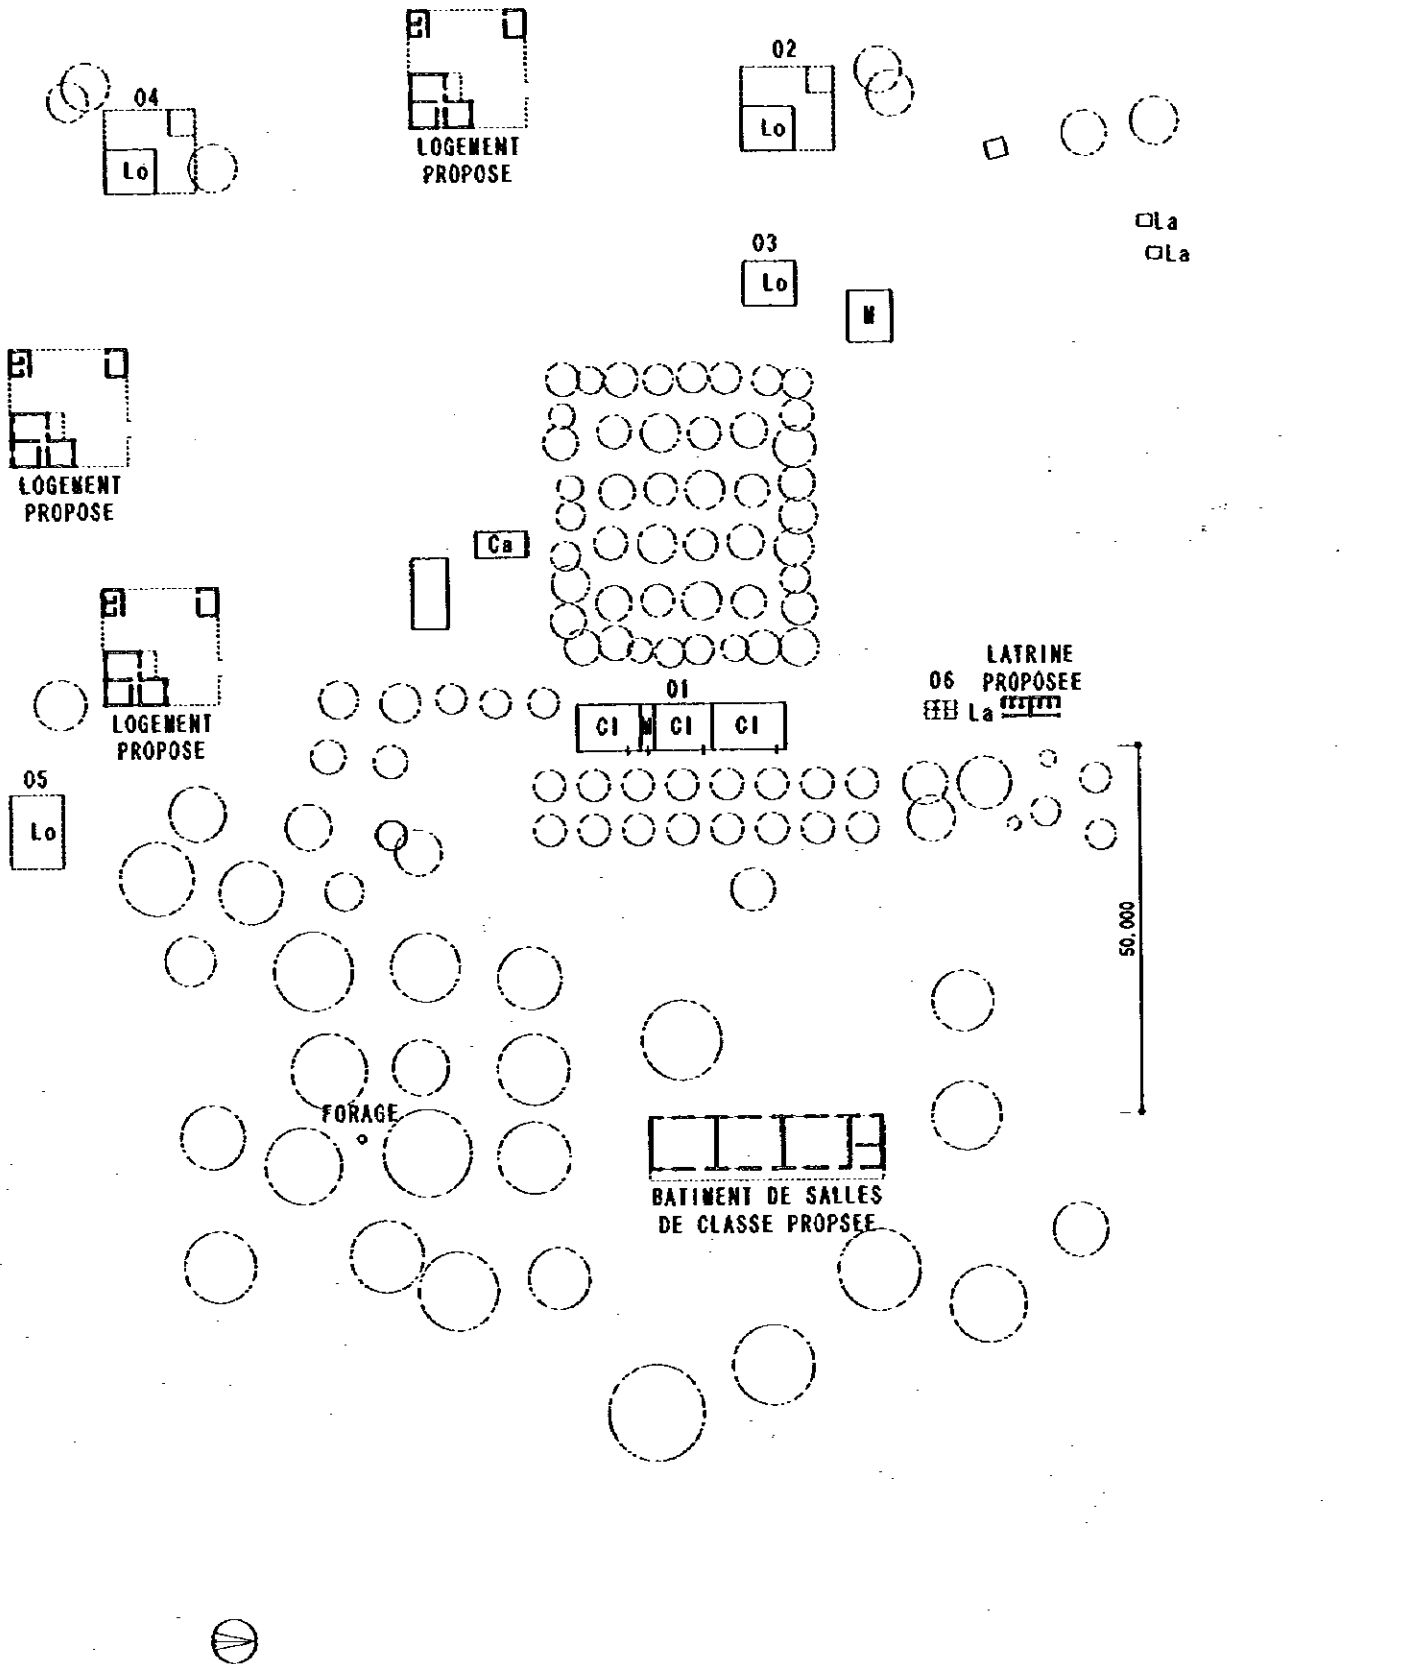 02
04
Lo
LOGEMENT
PROPOSE
Lo
La
La
03
Lo
M
LOGEMENT
PROPOSE
Ca
LATRINE
PROPOSEE
06
La
01
Cl
M
Cl
Cl
LOGEMENT
PROPOSE
05
Lo
50.000
FORAGE
BATIMENT DE SALLES
DE CLASSE PROPSEE